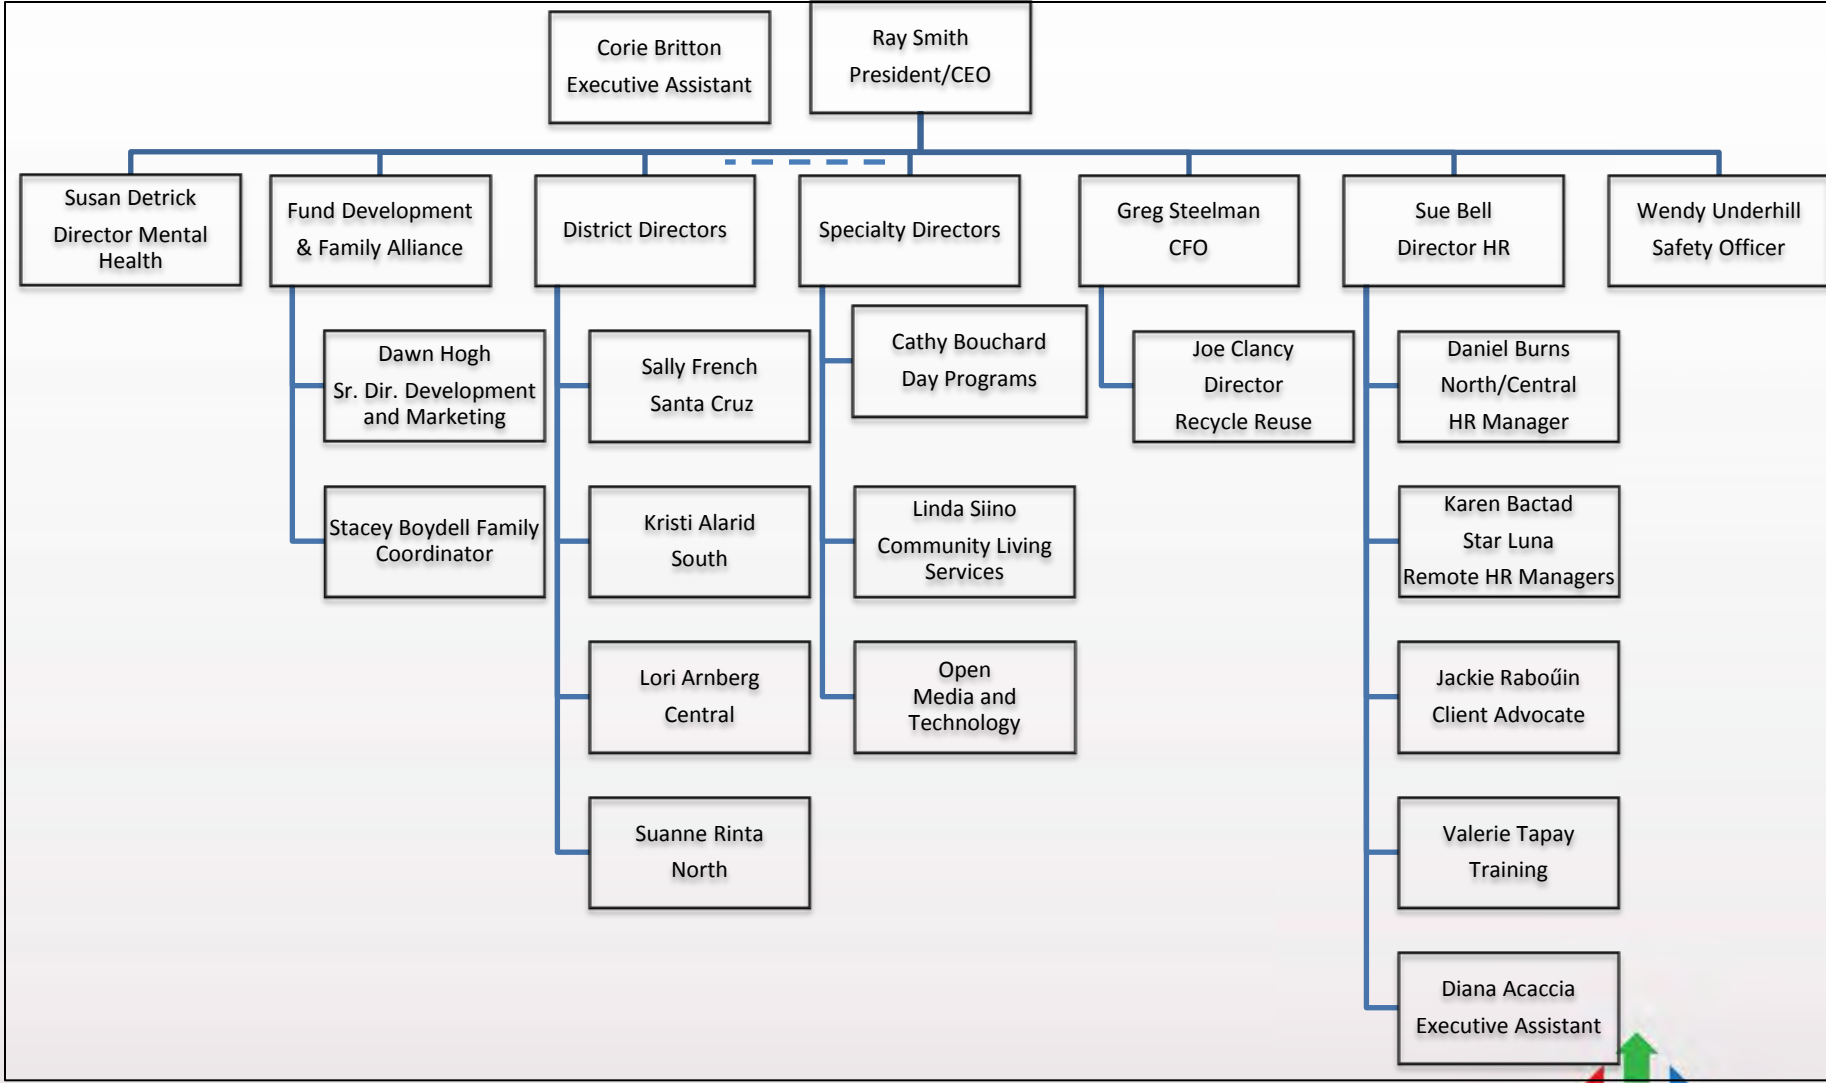 Corie Britton
Executive Assistant
Ray Smith
President/CEO
Susan Detrick
Director Mental
Health
Fund Development
& Family Alliance
District Directors
Specialty Directors
Greg Steelman
CFO
Sue Bell
Director HR
Wendy Underhill
Safety Officer
Dawn Hogh
Sr. Dir. Development
and Marketing
Stacey Boydell Family
Coordinator
Sally French
Santa Cruz
Kristi Alarid
South
Lori Arnberg
Central
Suanne Rinta
North
Cathy Bouchard
Day Programs
Linda Siino
Community Living
Services
Open
Media and
Technology
Joe Clancy
Director
Recycle Reuse
Daniel Burns
North/Central
HR Manager
Karen Bactad
Star Luna
Remote HR Managers
Jackie Raboűin
Client Advocate
Valerie Tapay
Training
Diana Acaccia
Executive Assistant